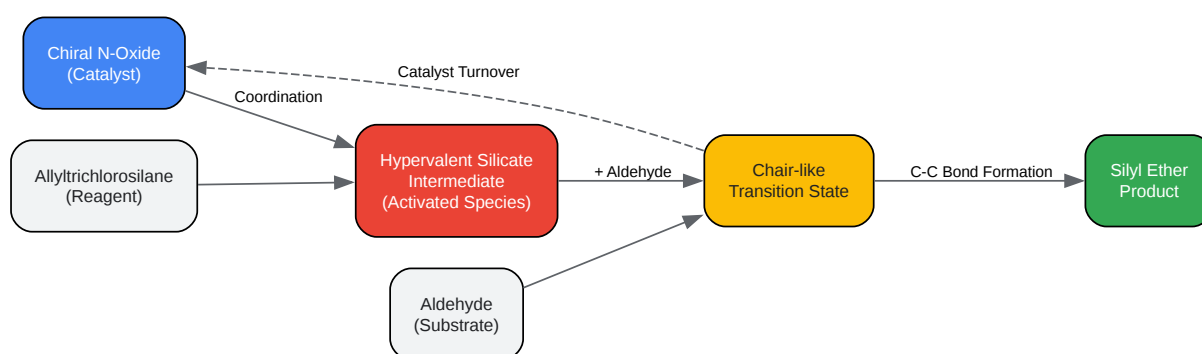 Chiral N-Oxide
(Catalyst)
Catalyst Turnover
Coordination
Allyltrichlorosilane
(Reagent)
Hypervalent Silicate
Intermediate
(Activated Species)
+ Aldehyde
Chair-like
Transition State
C-C Bond Formation
Silyl Ether
Product
Aldehyde
(Substrate)